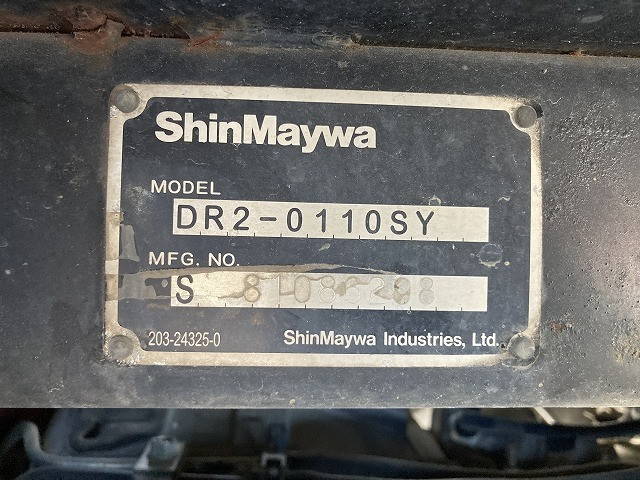 ShinMaywa
MODEL
DR2-0110SY
MFG. NO.
S
203-24325-0
ShinMaywa Industries, Ltd.